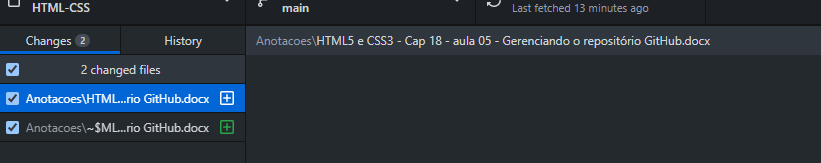 HTML-CSS
main
Last fetched 13 minutes ago
Changes 2
History
Anotacoes\HTML5 e CSS3 - Cap 18 - aula 05 - Gerenciando o repositório GitHub.docx
2 changed files
Anotacoes\HTML...rio GitHub.docx
Anotacoes\~$ML...rio GitHub.docx